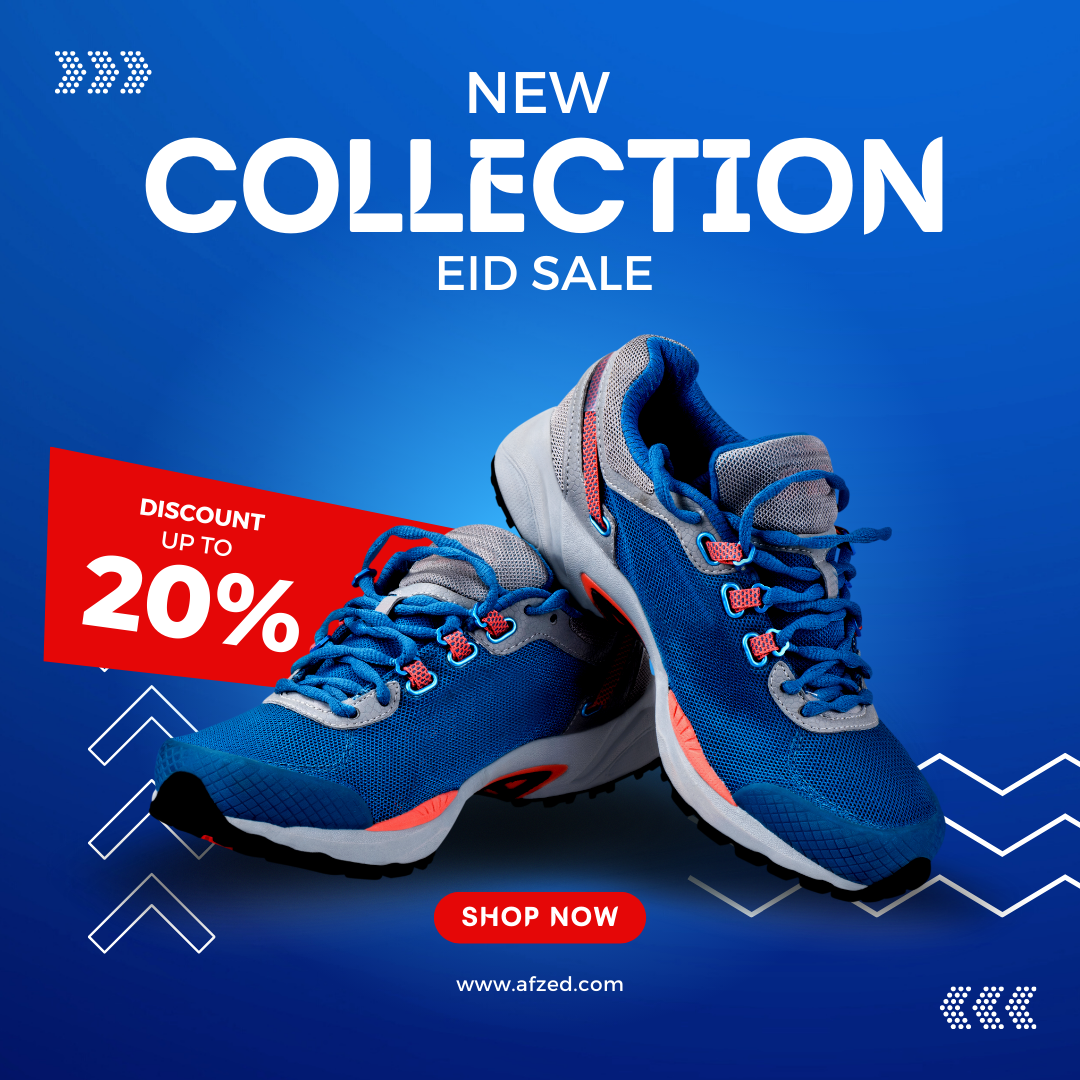 NEW
COLLECTION
EID SALE
DISCOUNT
UP TO
20%
SHOP NOW
www.afzed.com